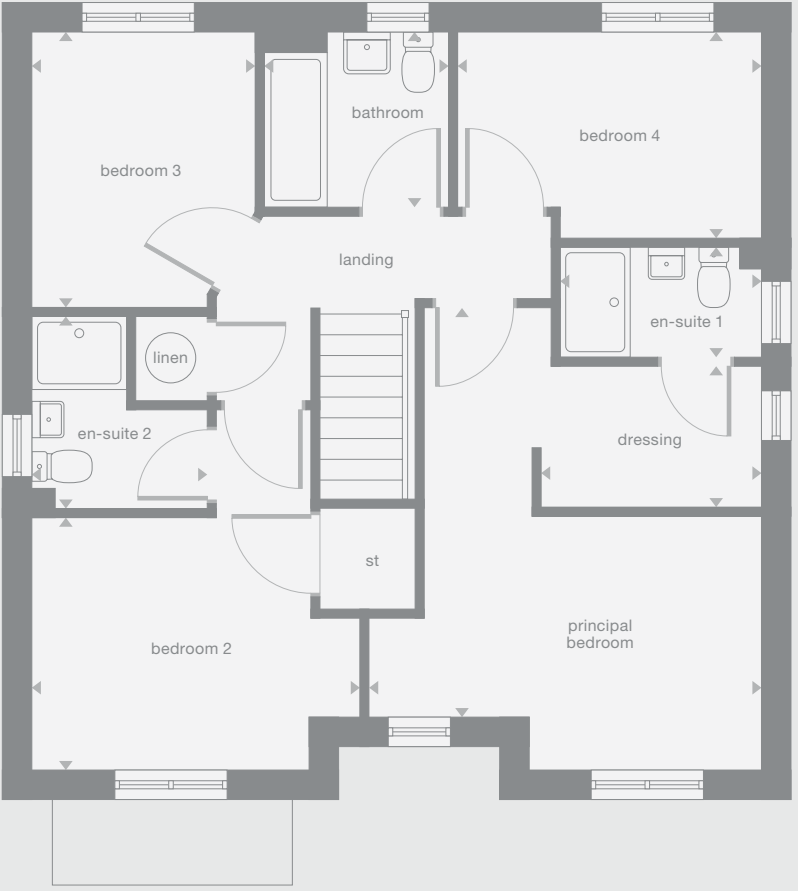 bathroom
bedroom 4
bedroom 3
landing
en-suite 1
linen
en-suite 2
dressing
st
principal
bedroom
bedroom 2